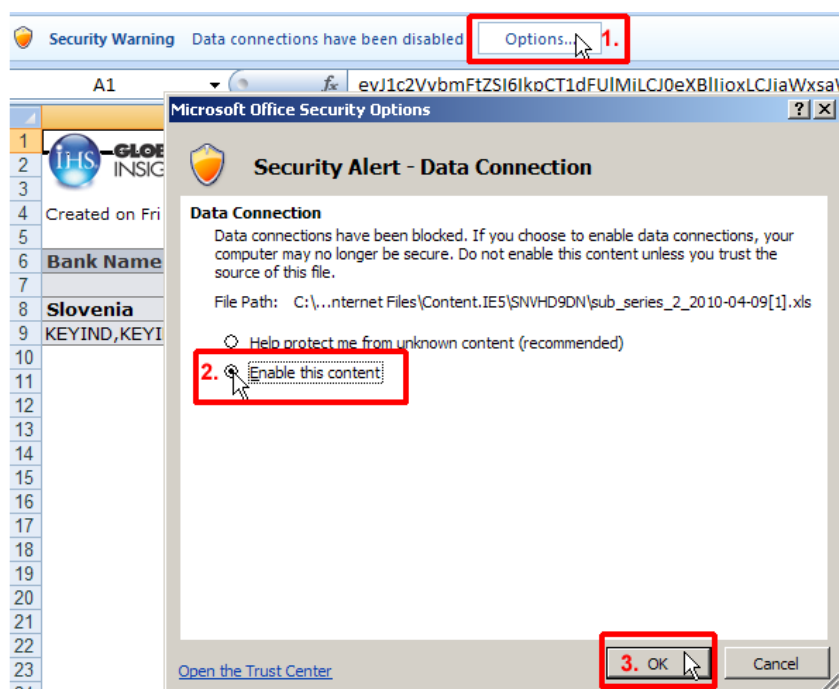 Security Warning Data connections have been disabled Options... 1.
A1 fx
Microsoft Office Security Options ? X
1
2 IHS GLOB
3 INSIG
Security Alert - Data Connection
4 Created on Fri
Data Connection
5
Data connections have been blocked. If you choose to enable data connections, your
6 Bank Name
computer may no longer be secure. Do not enable this content unless you trust the
7
source of this file.
8 Slovenia
File Path: C:\...nternet Files\Content.IE5\SNVHD9DN\sub_series_2_2010-04-09[1].xls
9 KEYIND,KEYI
Help protect me from unknown content (recommended)
10
2. Enable this content
11
12
13
14
15
16
17
18
19
20
21
22
3. OK Cancel
23 Open the Trust Center